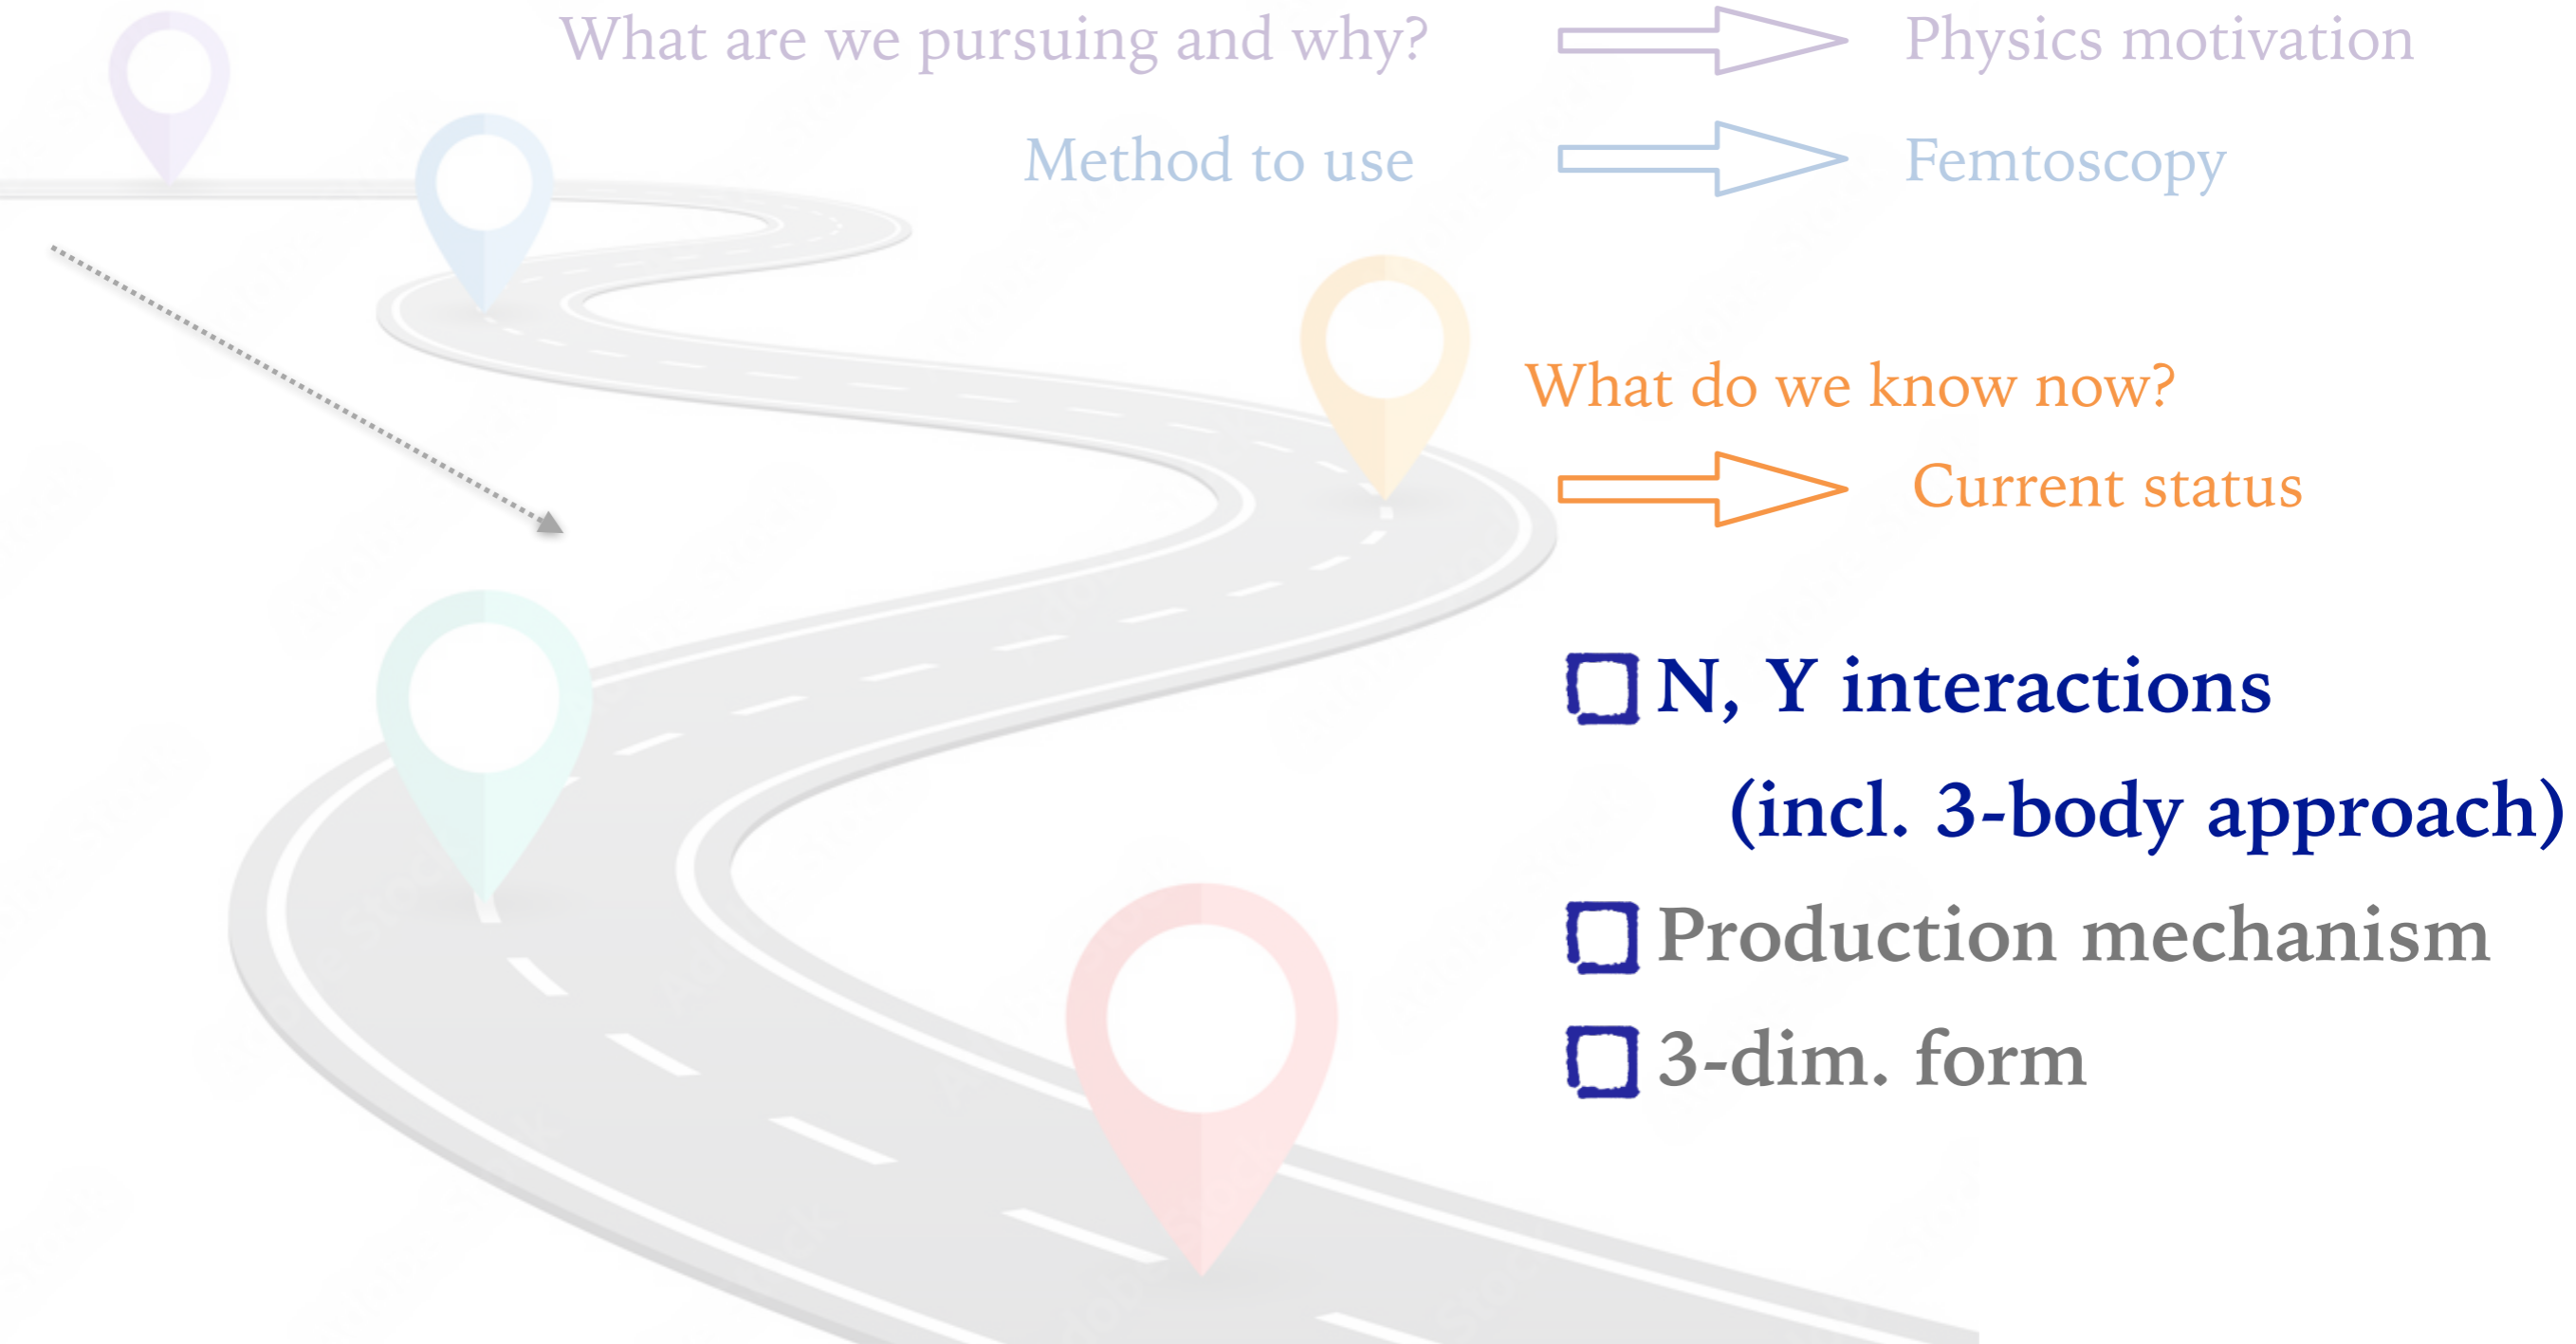 What are we pursuing and why? Physics motivation
Method to use Femtoscopy
What do we know now?
Current status
N, Y interactions
(incl. 3-body approach)
Production mechanism
3-dim. form